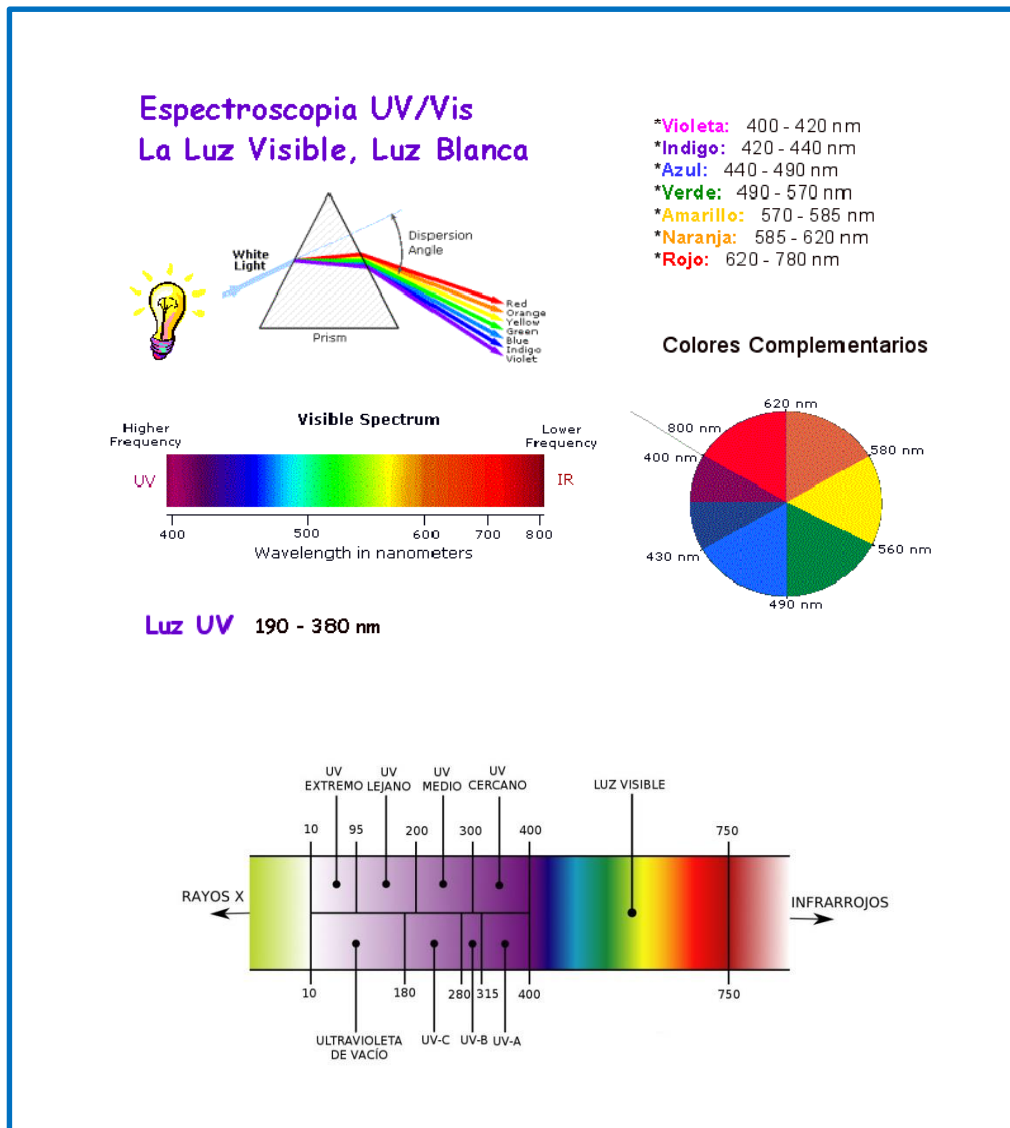 Espectroscopia UV/Vis
La Luz Visible, Luz Blanca
*Violeta: 400 - 420 nm
*Indigo: 420 - 440 nm
*Azul: 440 - 490 nm
*Verde: 490 - 570 nm
*Amarillo: 570 - 585 nm
*Naranja: 585 - 620 nm
*Rojo: 620 - 780 nm
White
Light
Dispersion
Angle
Prism
Red
Orange
Yellow
Green
Blue
Indigo
Violet
Colores Complementarios
620 nm
800 nm
580 nm
400 nm
430 nm
560 nm
490 nm
Visible Spectrum
Higher
Frequency
Lower
Frequency
UV
IR
400 500 600 700 800
Wavelength in nanometers
Luz UV 190 - 380 nm
UV
EXTREMO
UV
LEJANO
UV
MEDIO
UV
CERCANO
LUZ VISIBLE
10 95 200 300 400 750
RAYOS X
INFRARROJOS
10 180 280 315 400 750
ULTRAVIOLETA
DE VACÍO
UV-C UV-B UV-A